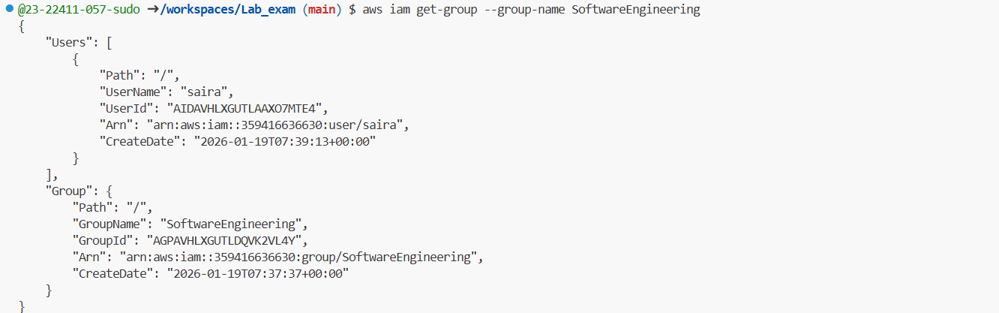 @23-22411-057-sudo ➜/workspaces/Lab_exam (main) $ aws iam get-group --group-name SoftwareEngineering
{
    "Users": [
        {
            "Path": "/",
            "UserName": "saira",
            "UserId": "AIDAVHLXGUTLAAXO7MTE4",
            "Arn": "arn:aws:iam::359416636630:user/saira",
            "CreateDate": "2026-01-19T07:39:13+00:00"
        }
    ],
    "Group": {
        "Path": "/",
        "GroupName": "SoftwareEngineering",
        "GroupId": "AGPAVHLXGUTLDQVK2VL4Y",
        "Arn": "arn:aws:iam::359416636630:group/SoftwareEngineering",
        "CreateDate": "2026-01-19T07:37:37+00:00"
    }
}